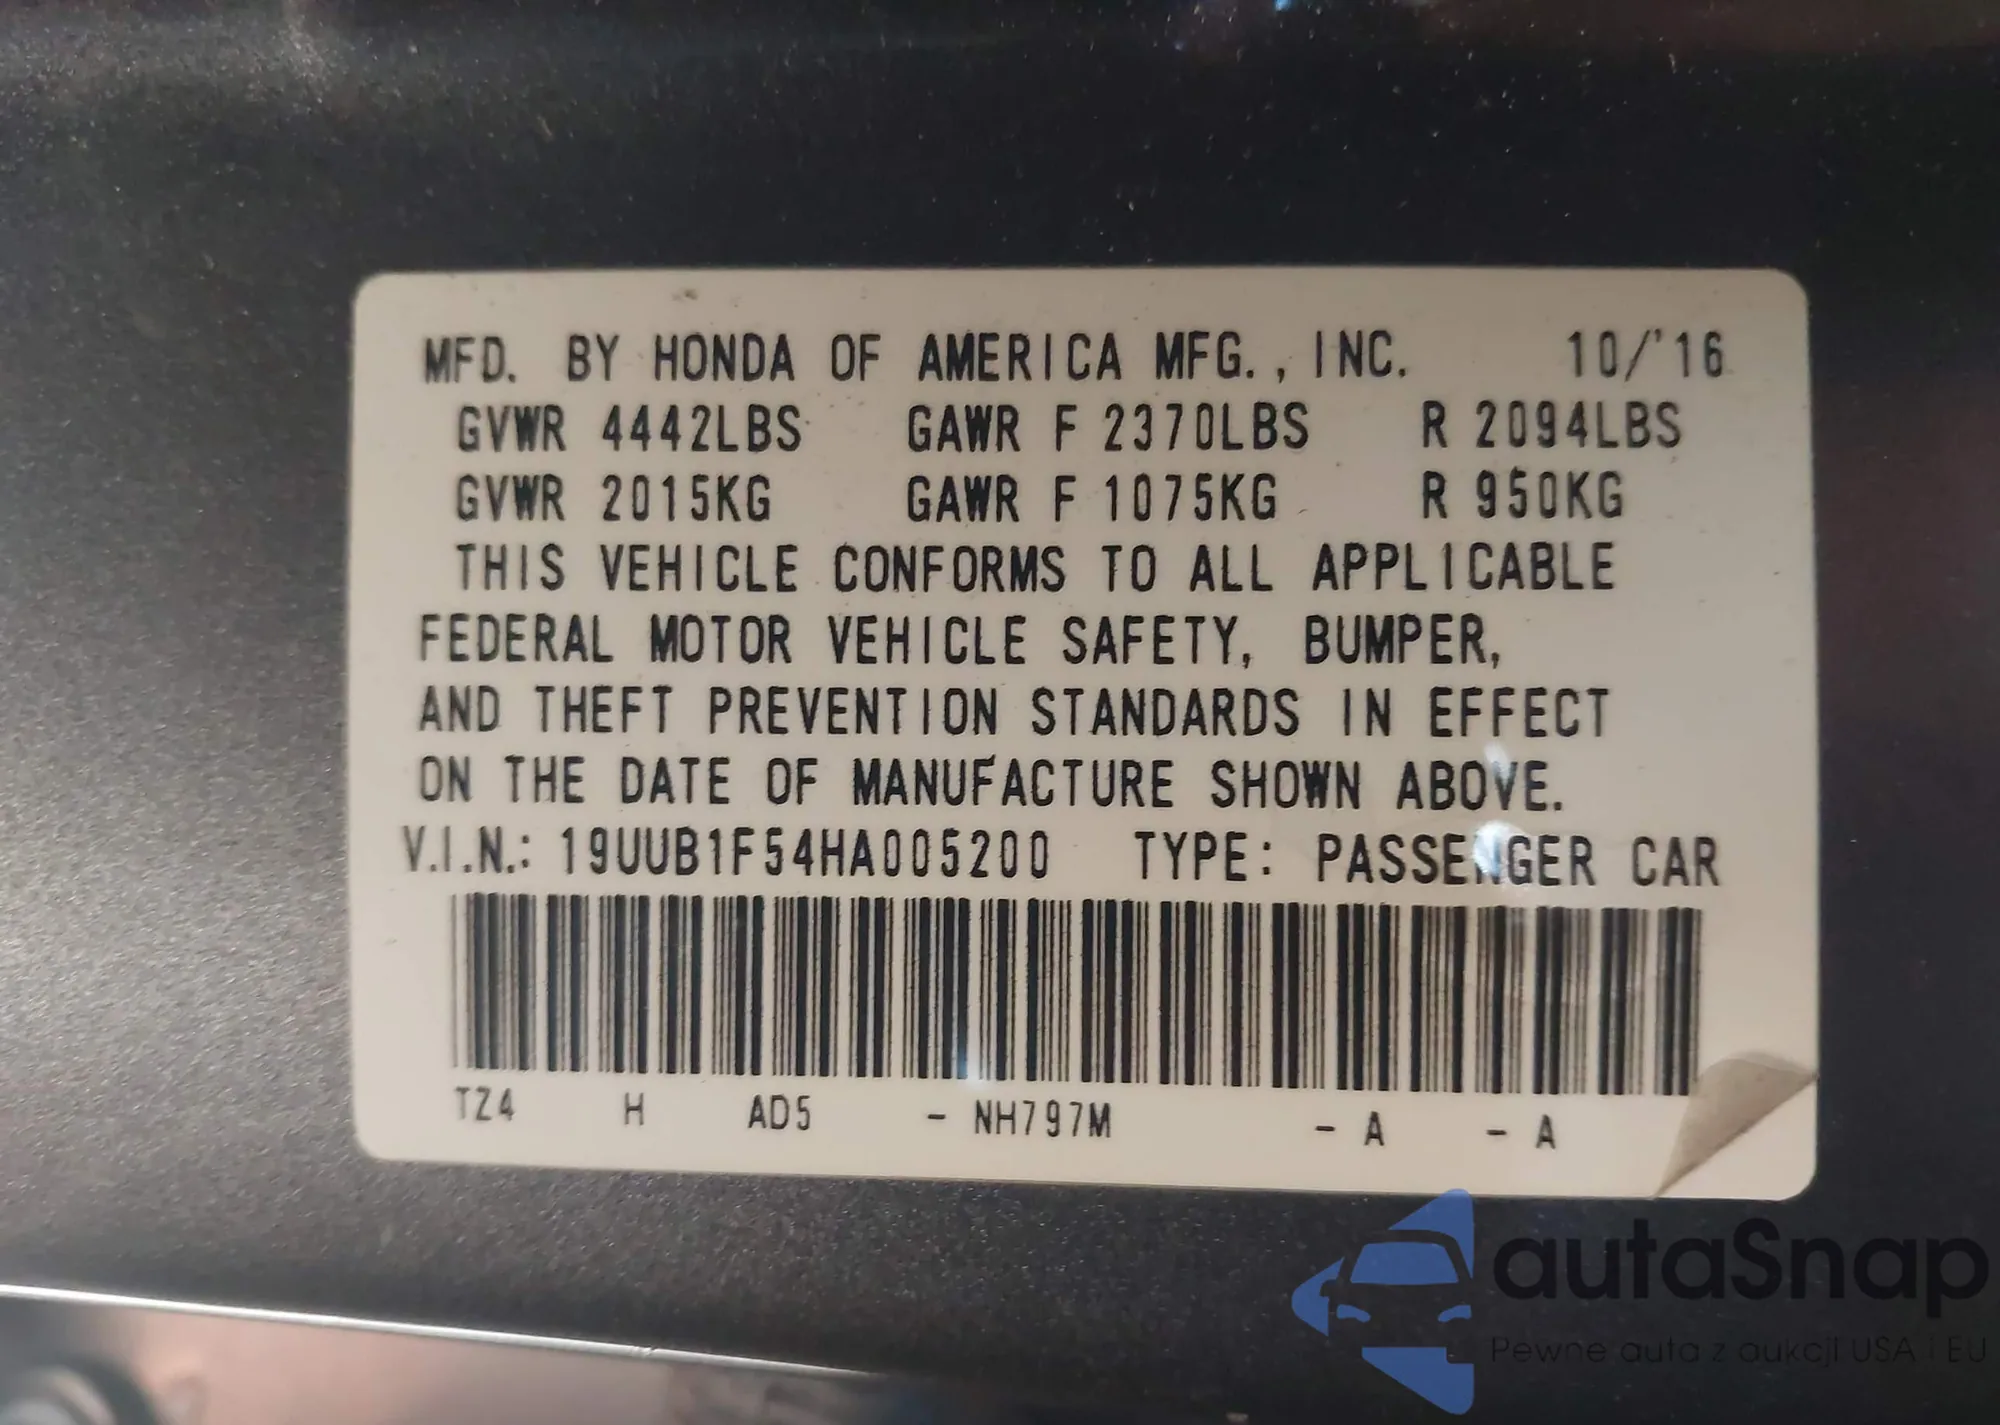 MFD. BY HONDA OF AMERICA MFG., INC. 10/'16
GVWR 4442LBS GAWR F 2370LBS R 2094LBS
GVWR 2015KG GAWR F 1075KG R 950KG
THIS VEHICLE CONFORMS TO ALL APPLICABLE
FEDERAL MOTOR VEHICLE SAFETY, BUMPER,
AND THEFT PREVENTION STANDARDS IN EFFECT
ON THE DATE OF MANUFACTURE SHOWN ABOVE.
V.I.N.: 19UUB1F54HA005200 TYPE: PASSENGER CAR
TZ4 H AD5 - NH797M - A - A
autaSnap
Pewne auta z aukcji USA i EU